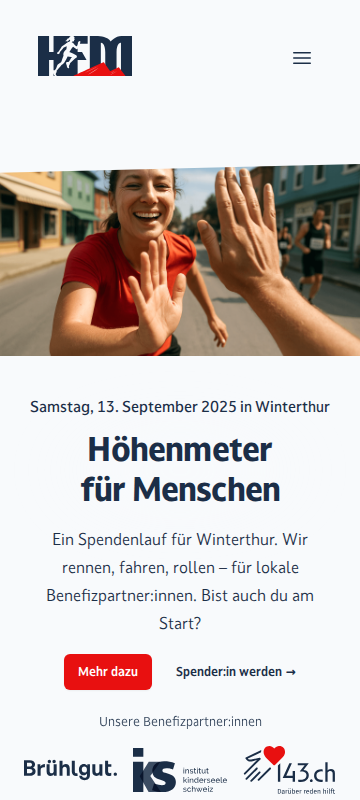 HFM
Samstag, 13. September 2025 in Winterthur
Höhenmeter
für Menschen
Ein Spendenlauf für Winterthur. Wir
rennen, fahren, rollen – für lokale
Benefizpartner:innen. Bist auch du am
Start?
Mehr dazu
Spender:in werden →
Unsere Benefizpartner:innen
Brühlgut.
iks institut
kinderseele
schweiz
143.ch
Darüber reden hilft